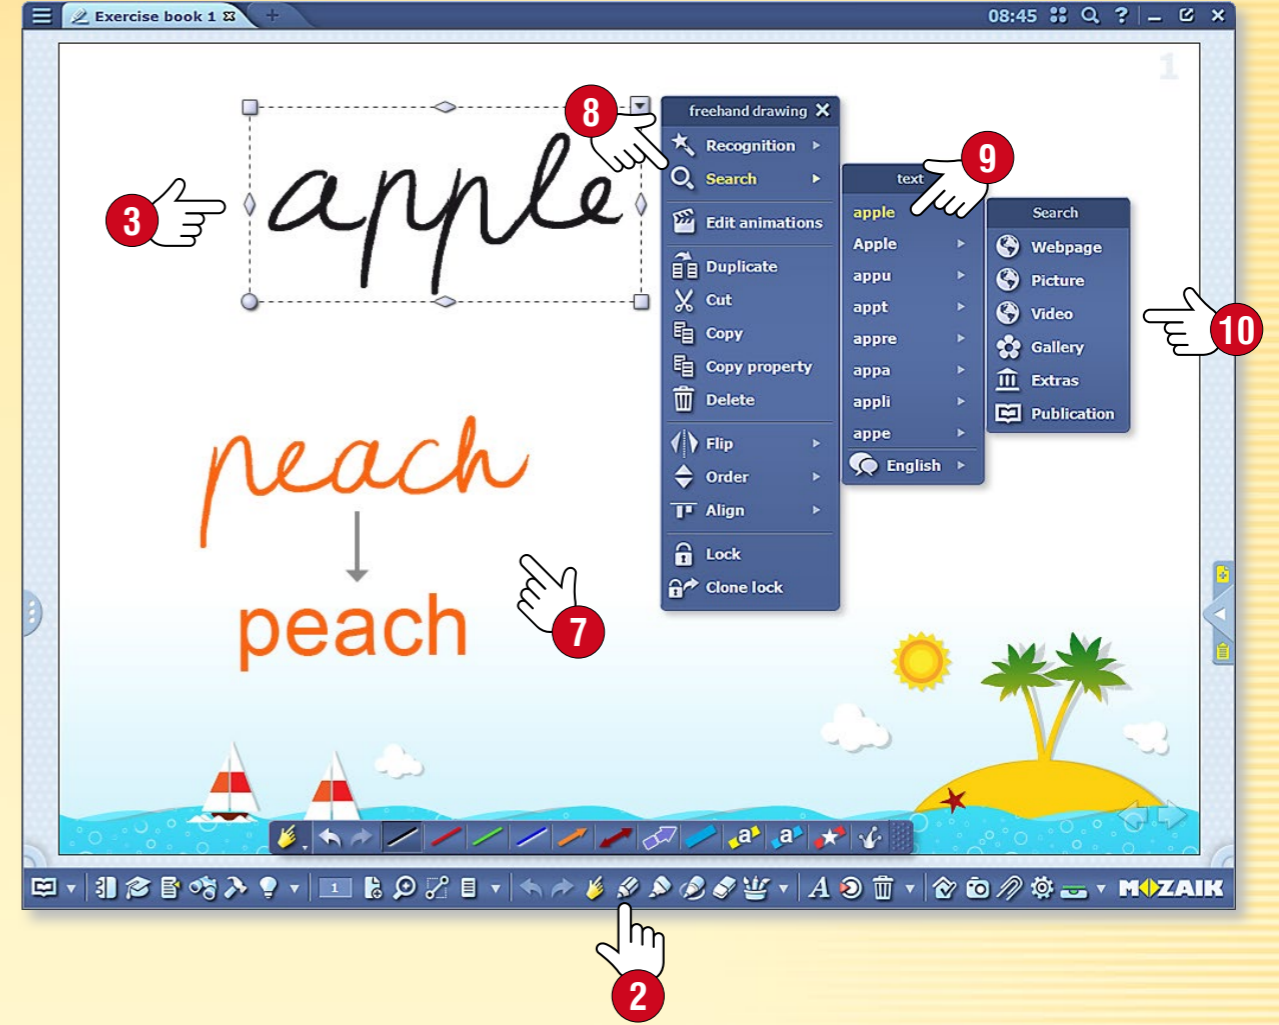 Exercise book 1
08:45
1
apple
peach
peach
freehand drawing
Recognition
Search
Edit animations
Duplicate
Cut
Copy
Copy property
Delete
Flip
Order
Align
Lock
Clone lock
text
apple
Apple
appu
appt
appre
appa
appli
appe
English
Search
Webpage
Picture
Video
Gallery
Extras
Publication
8
9
3
10
7
a a
1 A MOZAIK
2